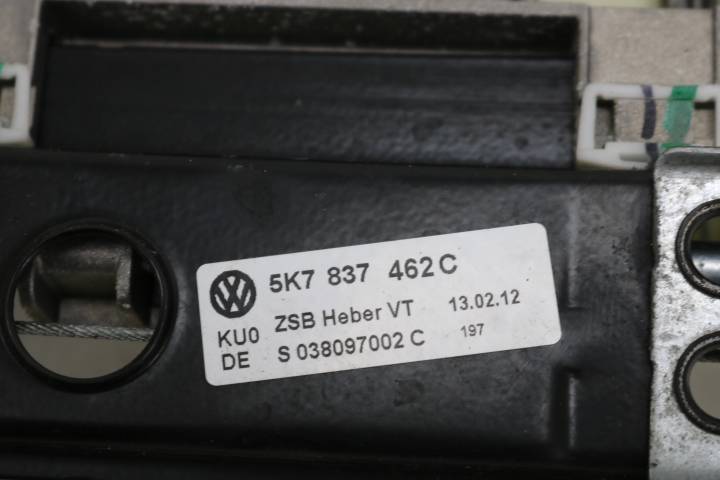 5K7 837 462 C
KU0 ZSB Heber VT 13.02.12
DE S 038097002 C 197